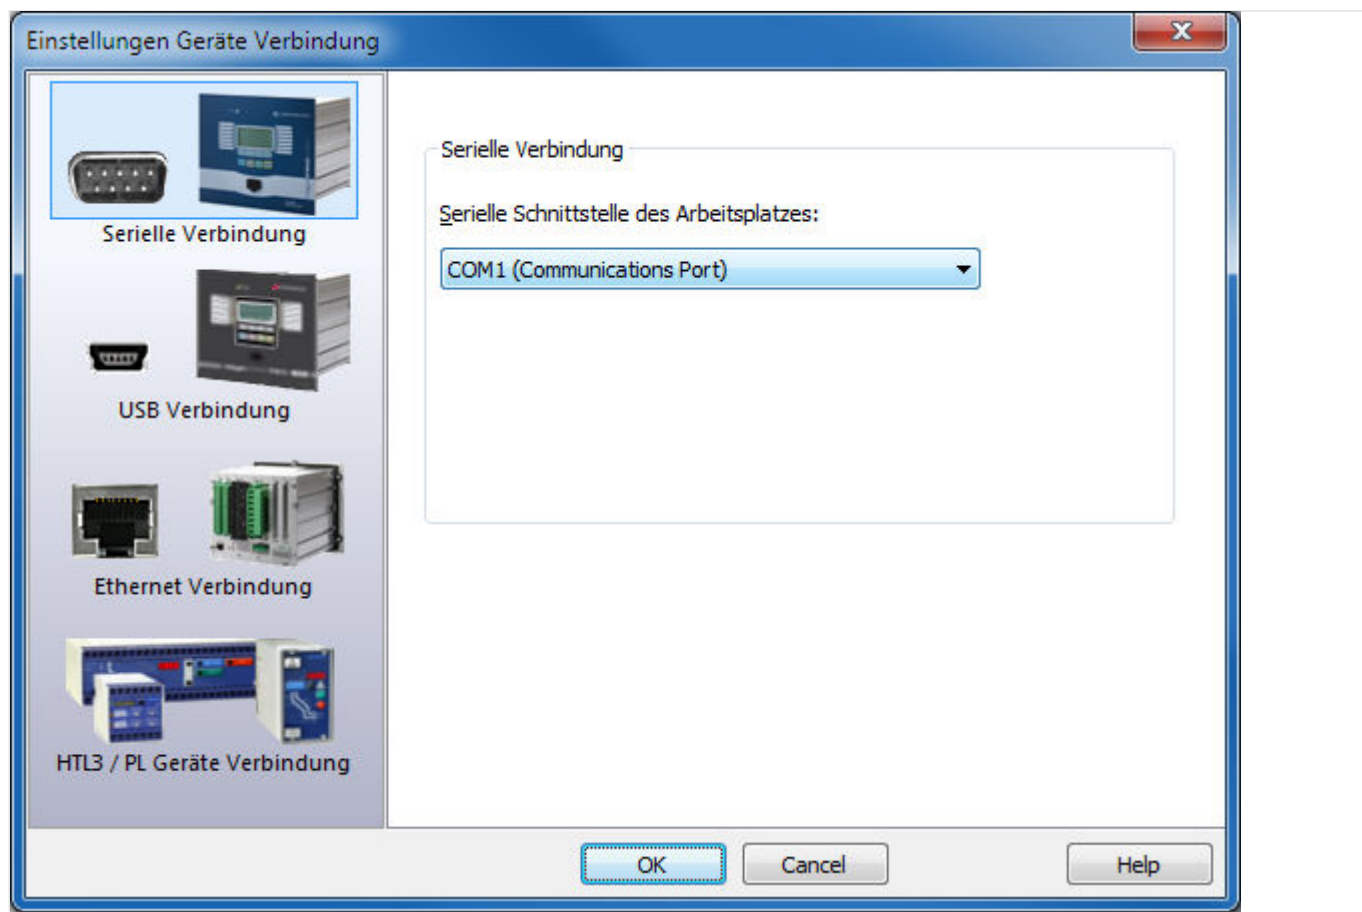 Einstellungen Geräte Verbindung
Serielle Verbindung
USB Verbindung
Ethernet Verbindung
HTL3 / PL Geräte Verbindung
Serielle Verbindung
Serielle Schnittstelle des Arbeitsplatzes:
COM1 (Communications Port)
OK
Cancel
Help